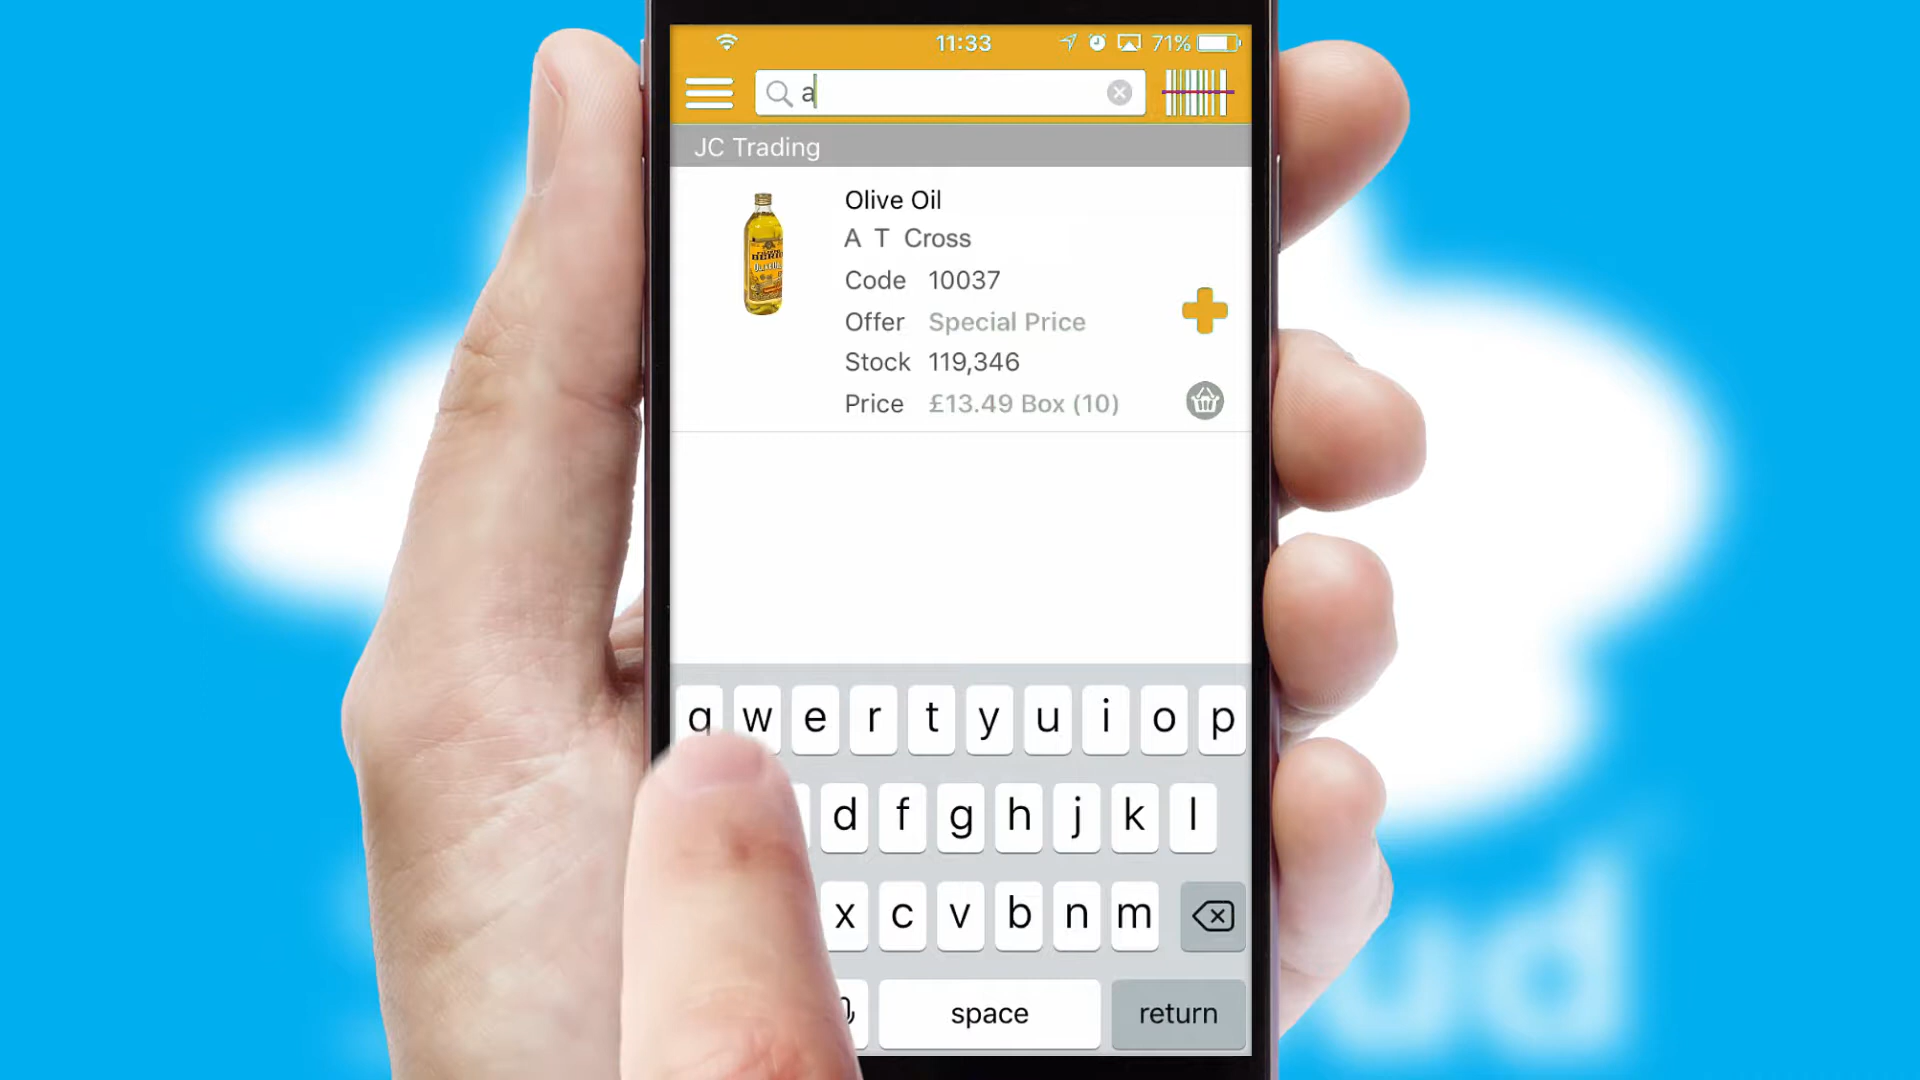 11:33
71%
a
JC Trading
Olive Oil
A T Cross
Code 10037
Offer Special Price
Stock 119,346
Price £13.49 Box (10)
q w e r t y u i o p
d f g h j k l
x c v b n m
space return
ud